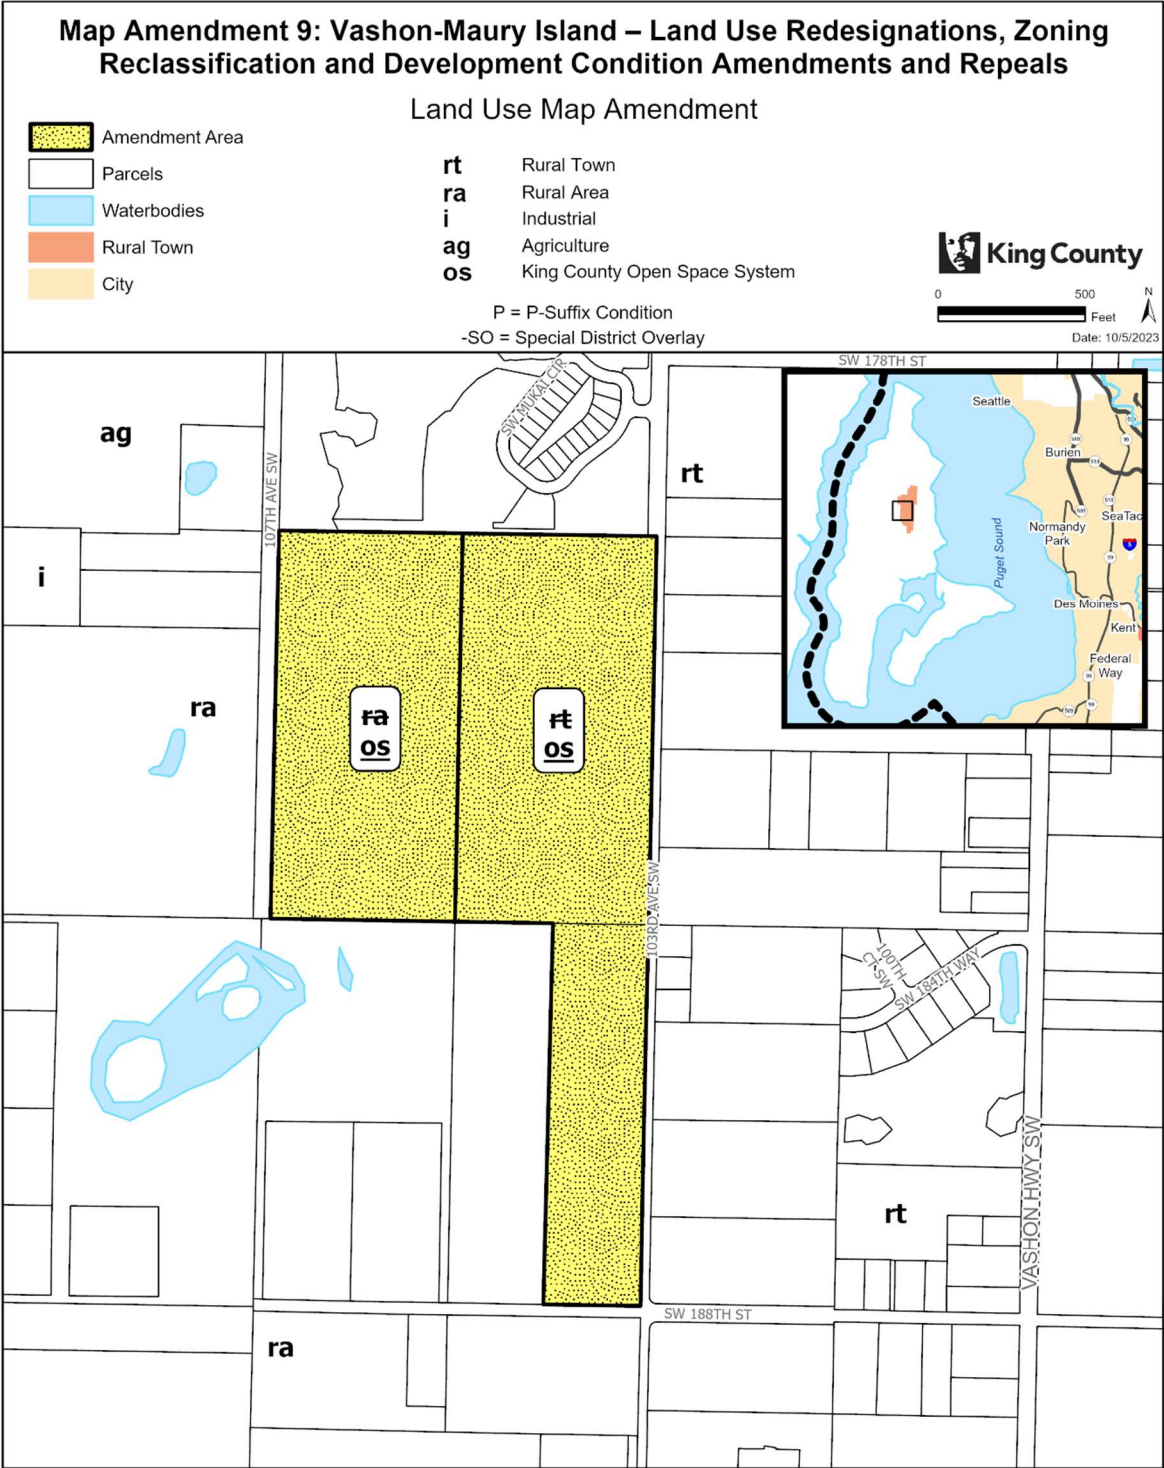 Map Amendment 9: Vashon-Maury Island – Land Use Redesignations, Zoning
Reclassification and Development Condition Amendments and Repeals
Land Use Map Amendment
Amendment Area
Parcels
Waterbodies
Rural Town
City
rt Rural Town
ra Rural Area
i Industrial
ag Agriculture
os King County Open Space System
P = P-Suffix Condition
-SO = Special District Overlay
King County
0 500
Feet
N
Date: 10/5/2023
SW 178TH ST
SW MUKAI CIR
ag
107TH AVE SW
rt
i
ra
ra
os
rt
os
Seattle
Burien
Normandy
Park
SeaTac
Puget Sound
Des Moines
Kent
Federal
Way
509
518
99
5
103RD AVE SW
100TH
CT SW
SW 184TH WAY
VASHON HWY SW
rt
SW 188TH ST
ra